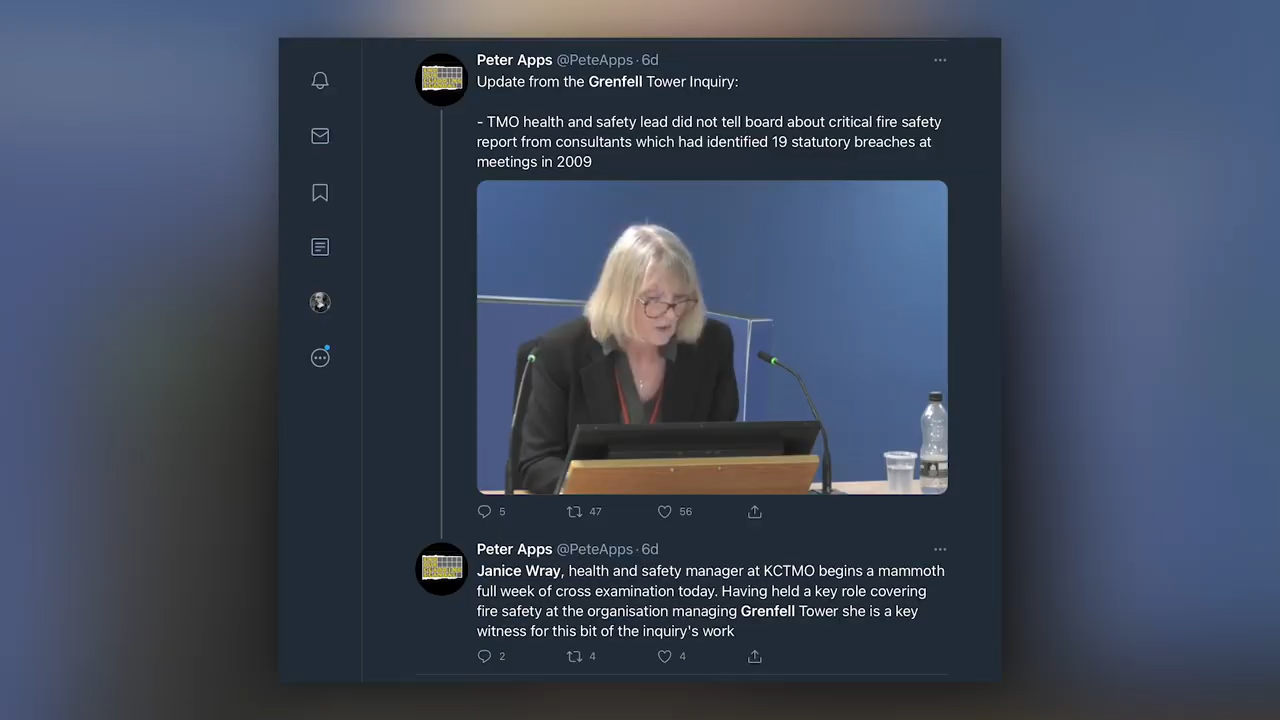 Peter Apps @PeteApps · 6d
Update from the Grenfell Tower Inquiry:
- TMO health and safety lead did not tell board about critical fire safety
report from consultants which had identified 19 statutory breaches at
meetings in 2009
5 47 56
Peter Apps @PeteApps · 6d
Janice Wray, health and safety manager at KCTMO begins a mammoth
full week of cross examination today. Having held a key role covering
fire safety at the organisation managing Grenfell Tower she is a key
witness for this bit of the inquiry's work
2 4 4